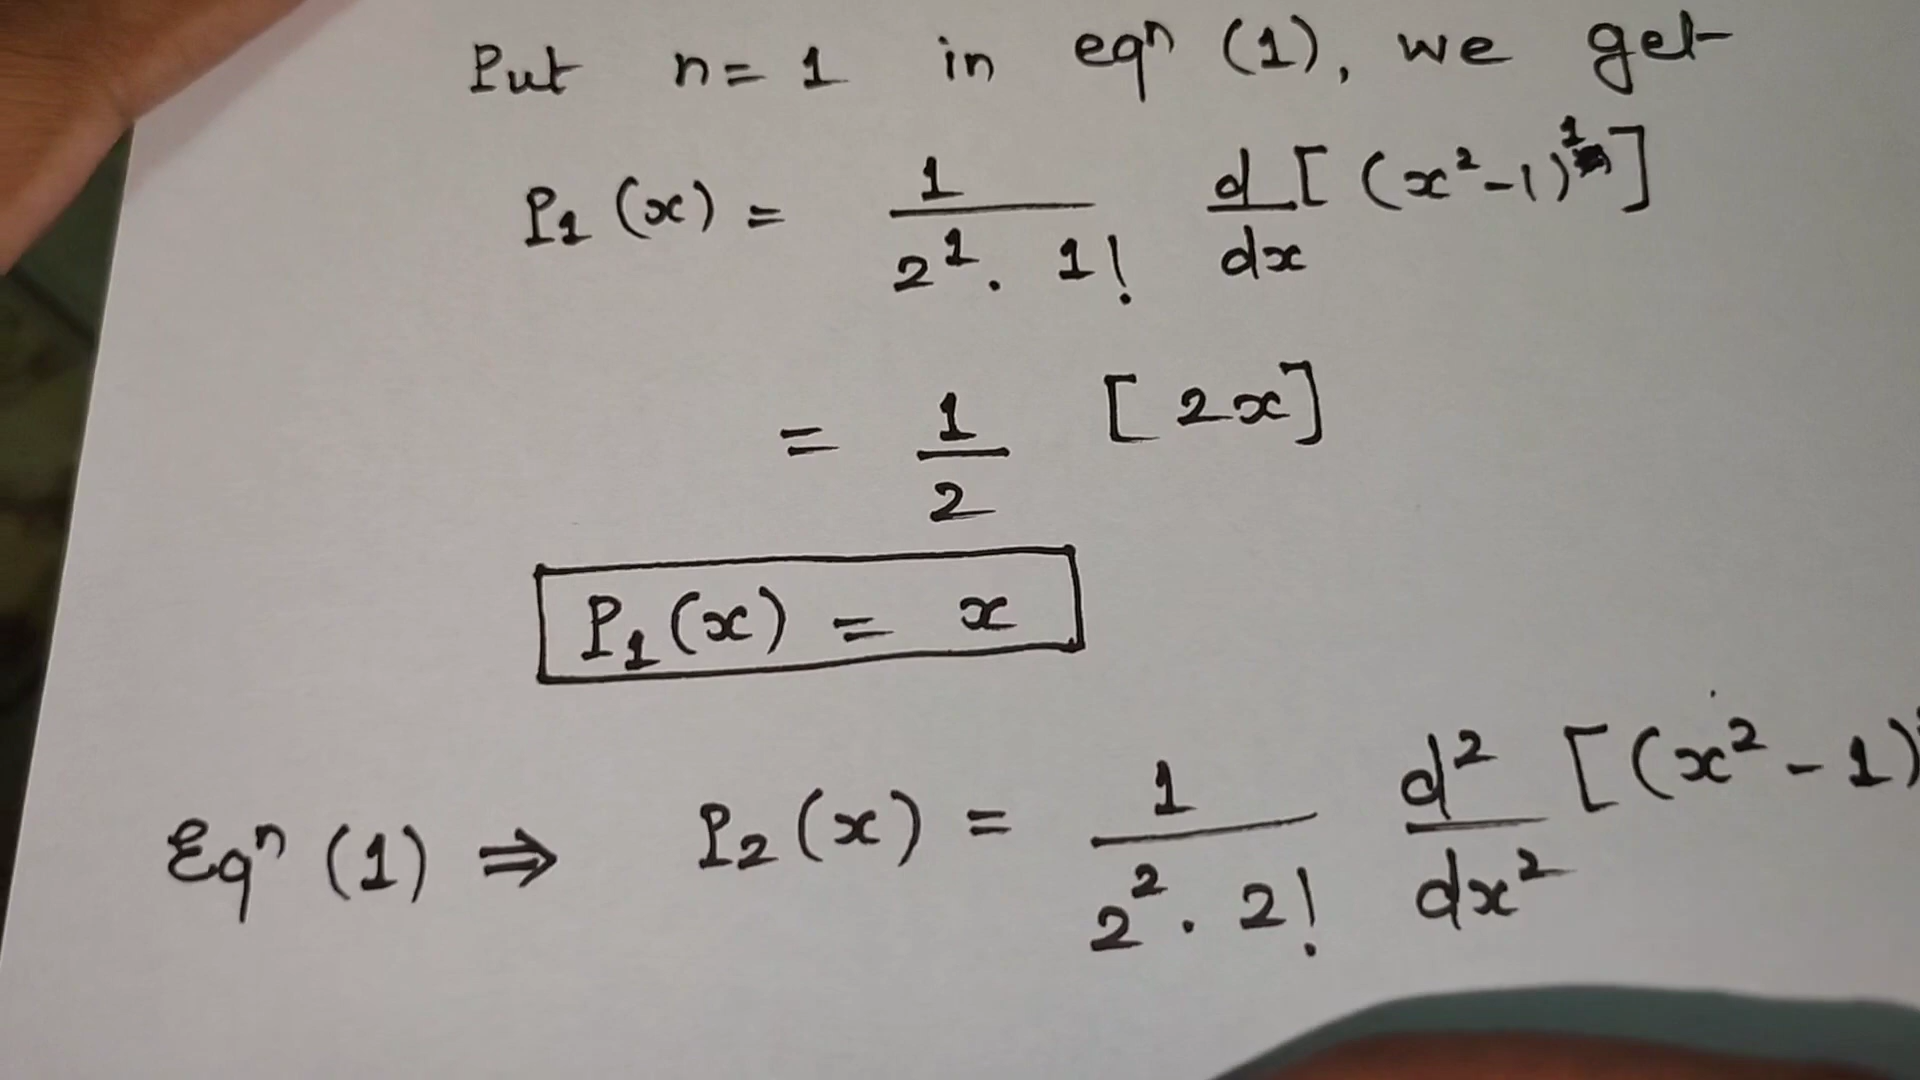 Put n = 1 in eqⁿ (1), we get
P₁(x) = 1/(2¹ · 1!) d/dx [(x²-1)¹]
= 1/2 [2x]
P₁(x) = x
Eqⁿ (1) ⇒ P₂(x) = 1/(2² · 2!) d²/dx² [(x²-1)